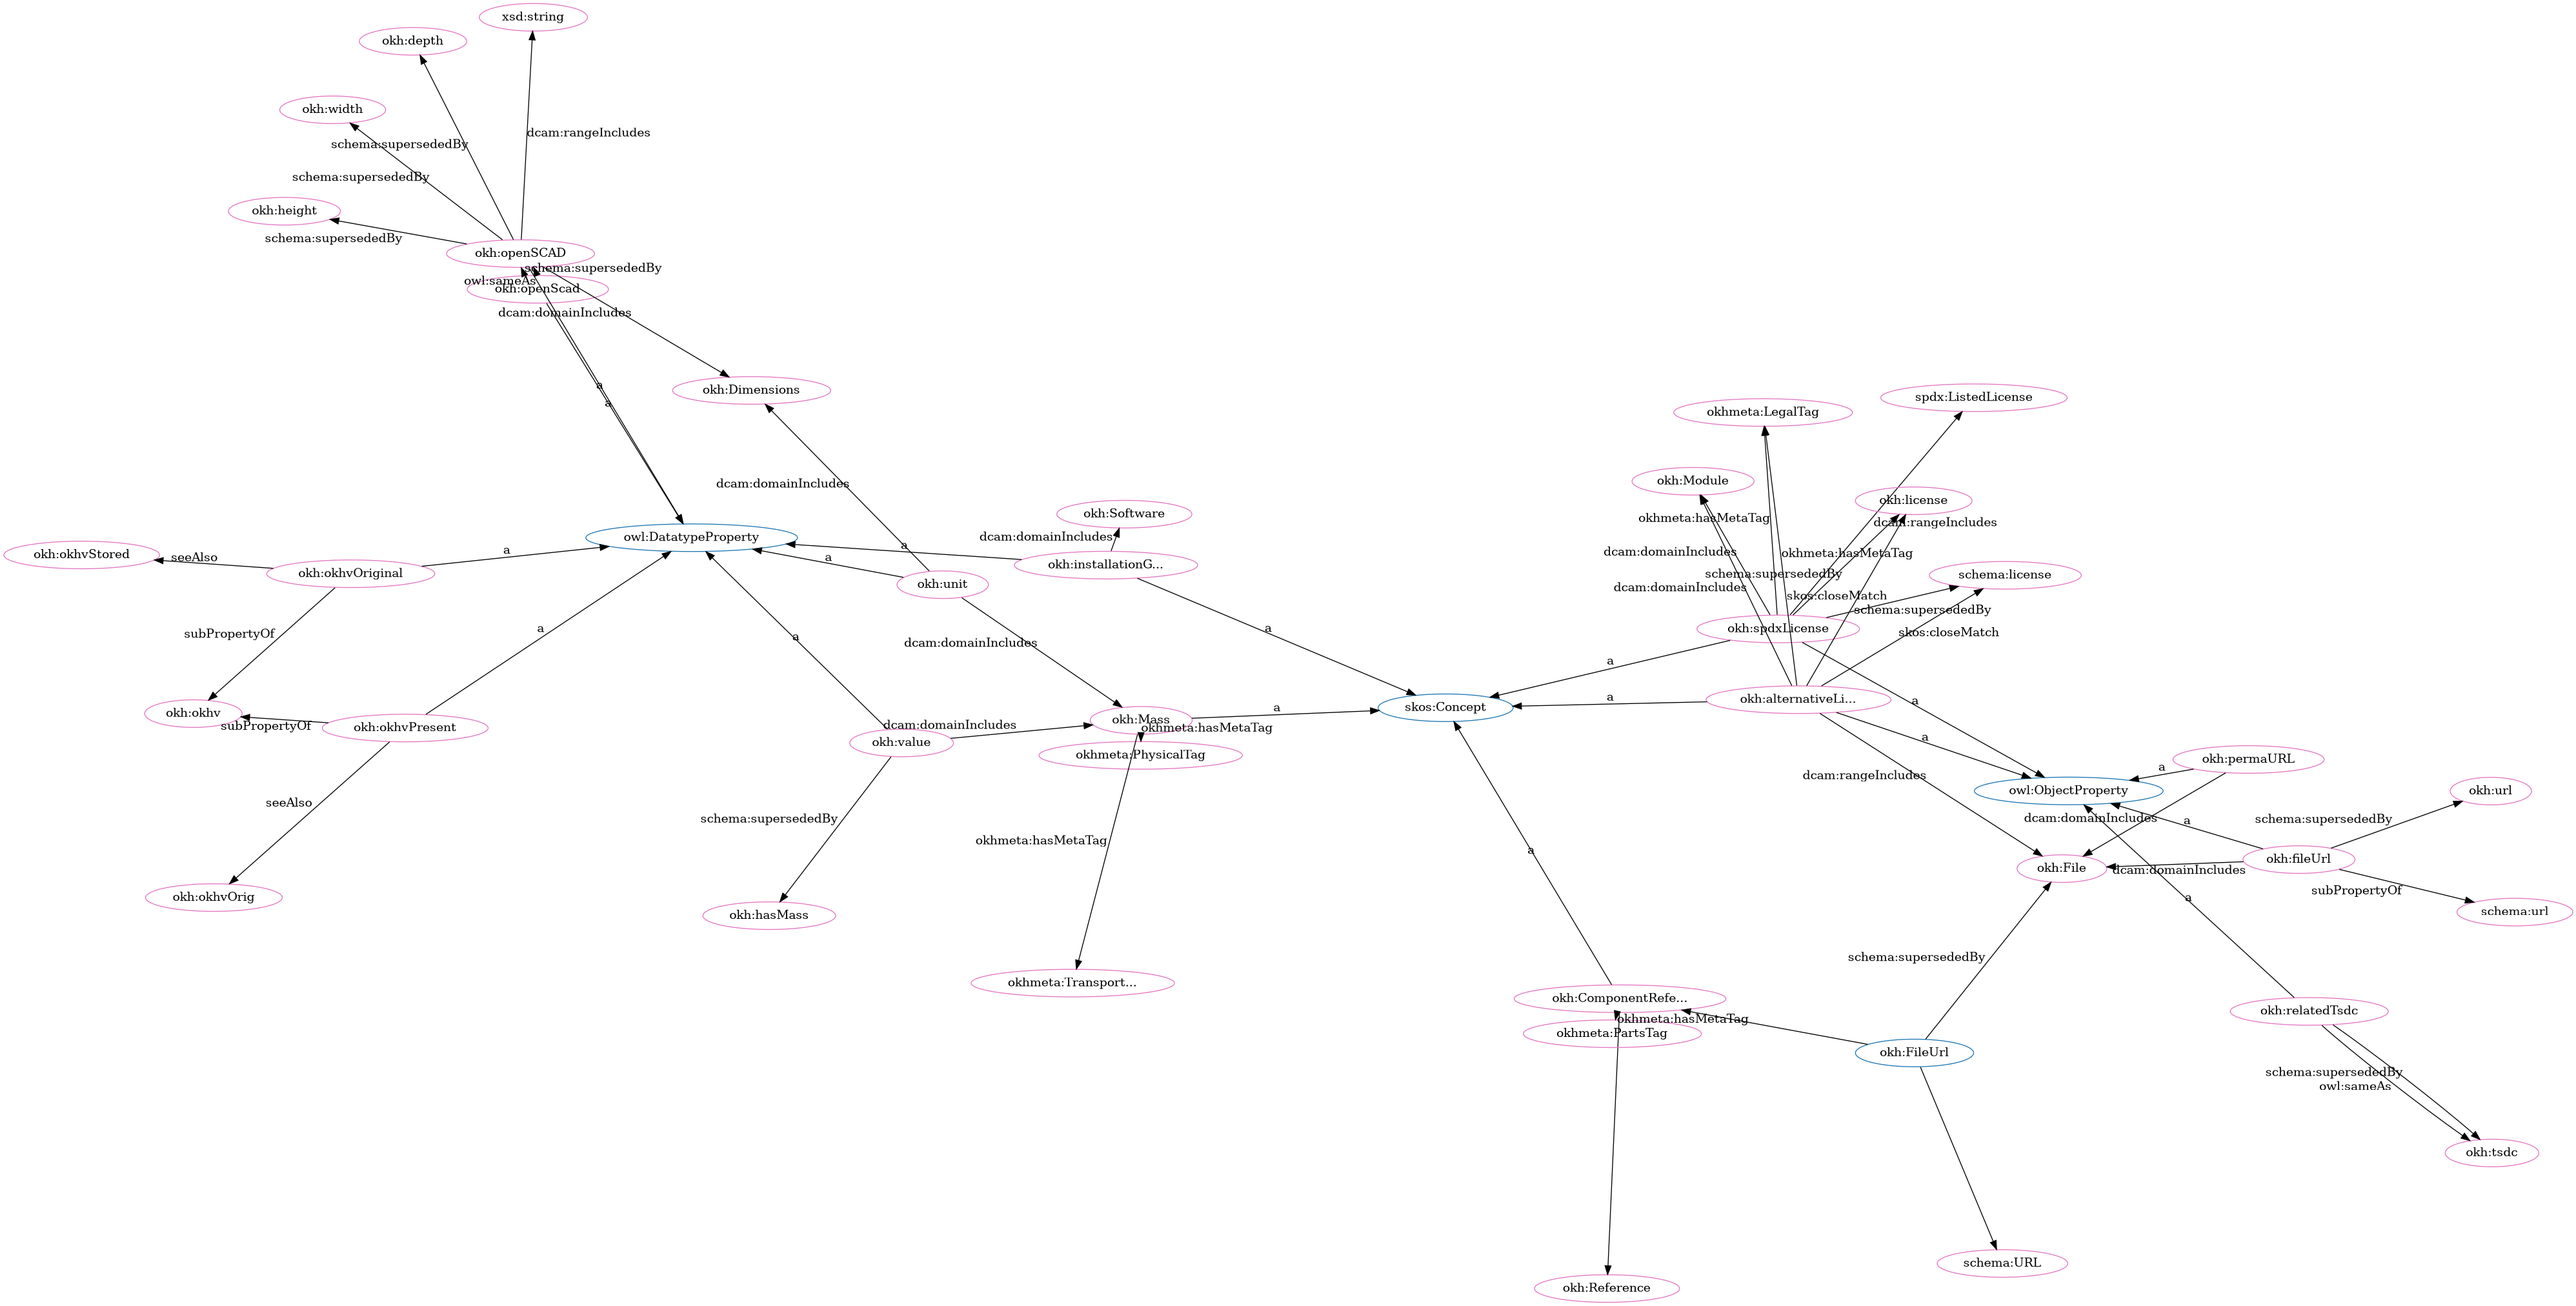 xsd:string
okh:depth
okh:width
dcam:rangeIncludes
schema:supersededBy
schema:supersededBy
okh:height
schema:supersededBy
okh:openSCAD
schema:supersededBy
owl:sameAs
okh:openScad
dcam:domainIncludes
a
a
okh:Dimensions
dcam:domainIncludes
okhmeta:LegalTag
spdx:ListedLicense
okh:Module
okh:license
okhmeta:hasMetaTag
dcam:rangeIncludes
okh:Software
owl:DatatypeProperty
dcam:domainIncludes
a
okh:okhvStored
seeAlso
a
okh:okhvOriginal
a
okh:unit
okh:installationG...
dcam:domainIncludes
okhmeta:hasMetaTag
schema:supersededBy
schema:license
dcam:domainIncludes
skos:closeMatch
schema:supersededBy
okh:spdxLicense
skos:closeMatch
subPropertyOf
a
a
dcam:domainIncludes
a
a
okh:okhv
subPropertyOf
okh:okhvPresent
dcam:domainIncludes
okh:value
okh:Mass
okhmeta:hasMetaTag
okhmeta:PhysicalTag
a
skos:Concept
a
okh:alternativeLi...
a
a
okh:permaURL
a
dcam:rangeIncludes
owl:ObjectProperty
okh:url
seeAlso
schema:supersededBy
okhmeta:hasMetaTag
a
dcam:domainIncludes
a
schema:supersededBy
okh:File
dcam:domainIncludes
okh:fileUrl
subPropertyOf
schema:url
okh:okhvOrig
okh:hasMass
a
schema:supersededBy
okhmeta:Transport...
okh:ComponentRefe...
okhmeta:hasMetaTag
okhmeta:PartsTag
okh:FileUrl
okh:relatedTsdc
schema:supersededBy
owl:sameAs
okh:tsdc
okh:Reference
schema:URL